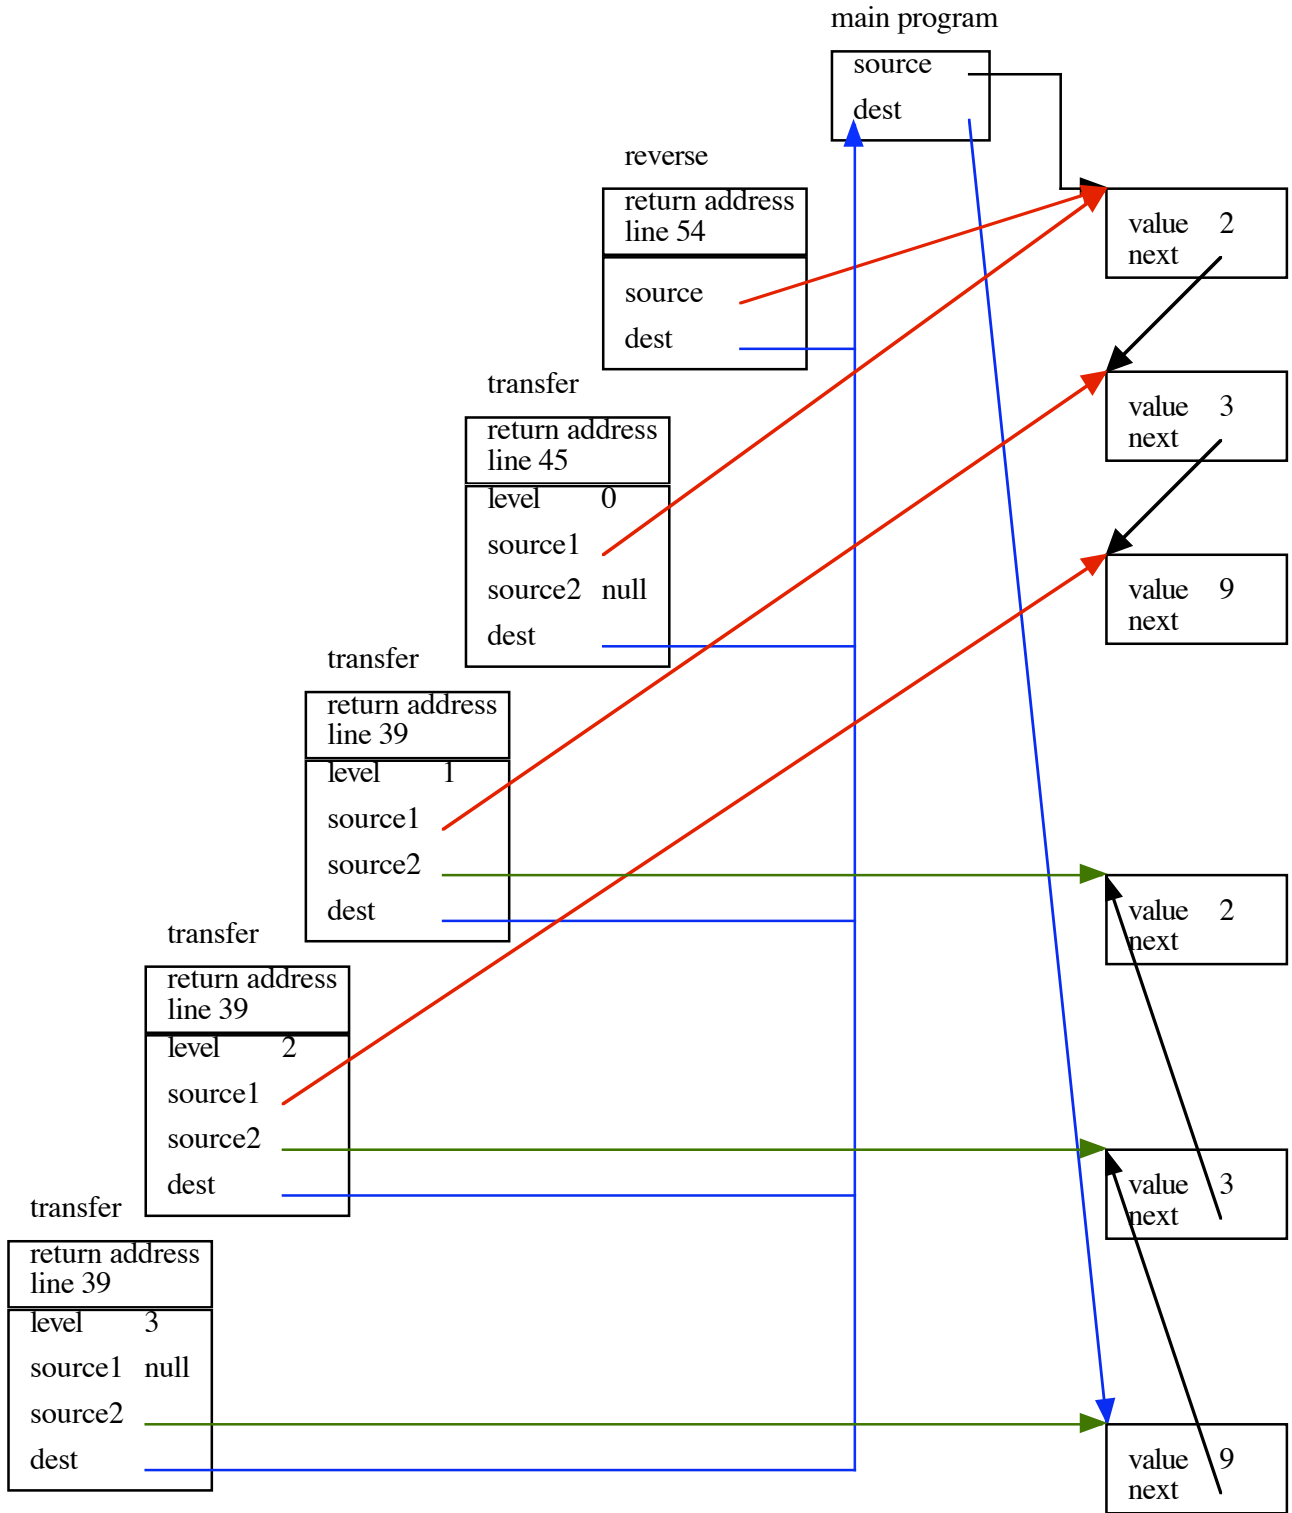 main program
source
dest
reverse
return address
line 54
source
dest
value 2
next
transfer
return address
line 45
level 0
source1
source2 null
dest
value 3
next
value 9
next
transfer
return address
line 39
level 1
source1
source2
dest
value 2
next
transfer
return address
line 39
level 2
source1
source2
dest
value 3
next
transfer
return address
line 39
level 3
source1 null
source2
dest
value 9
next